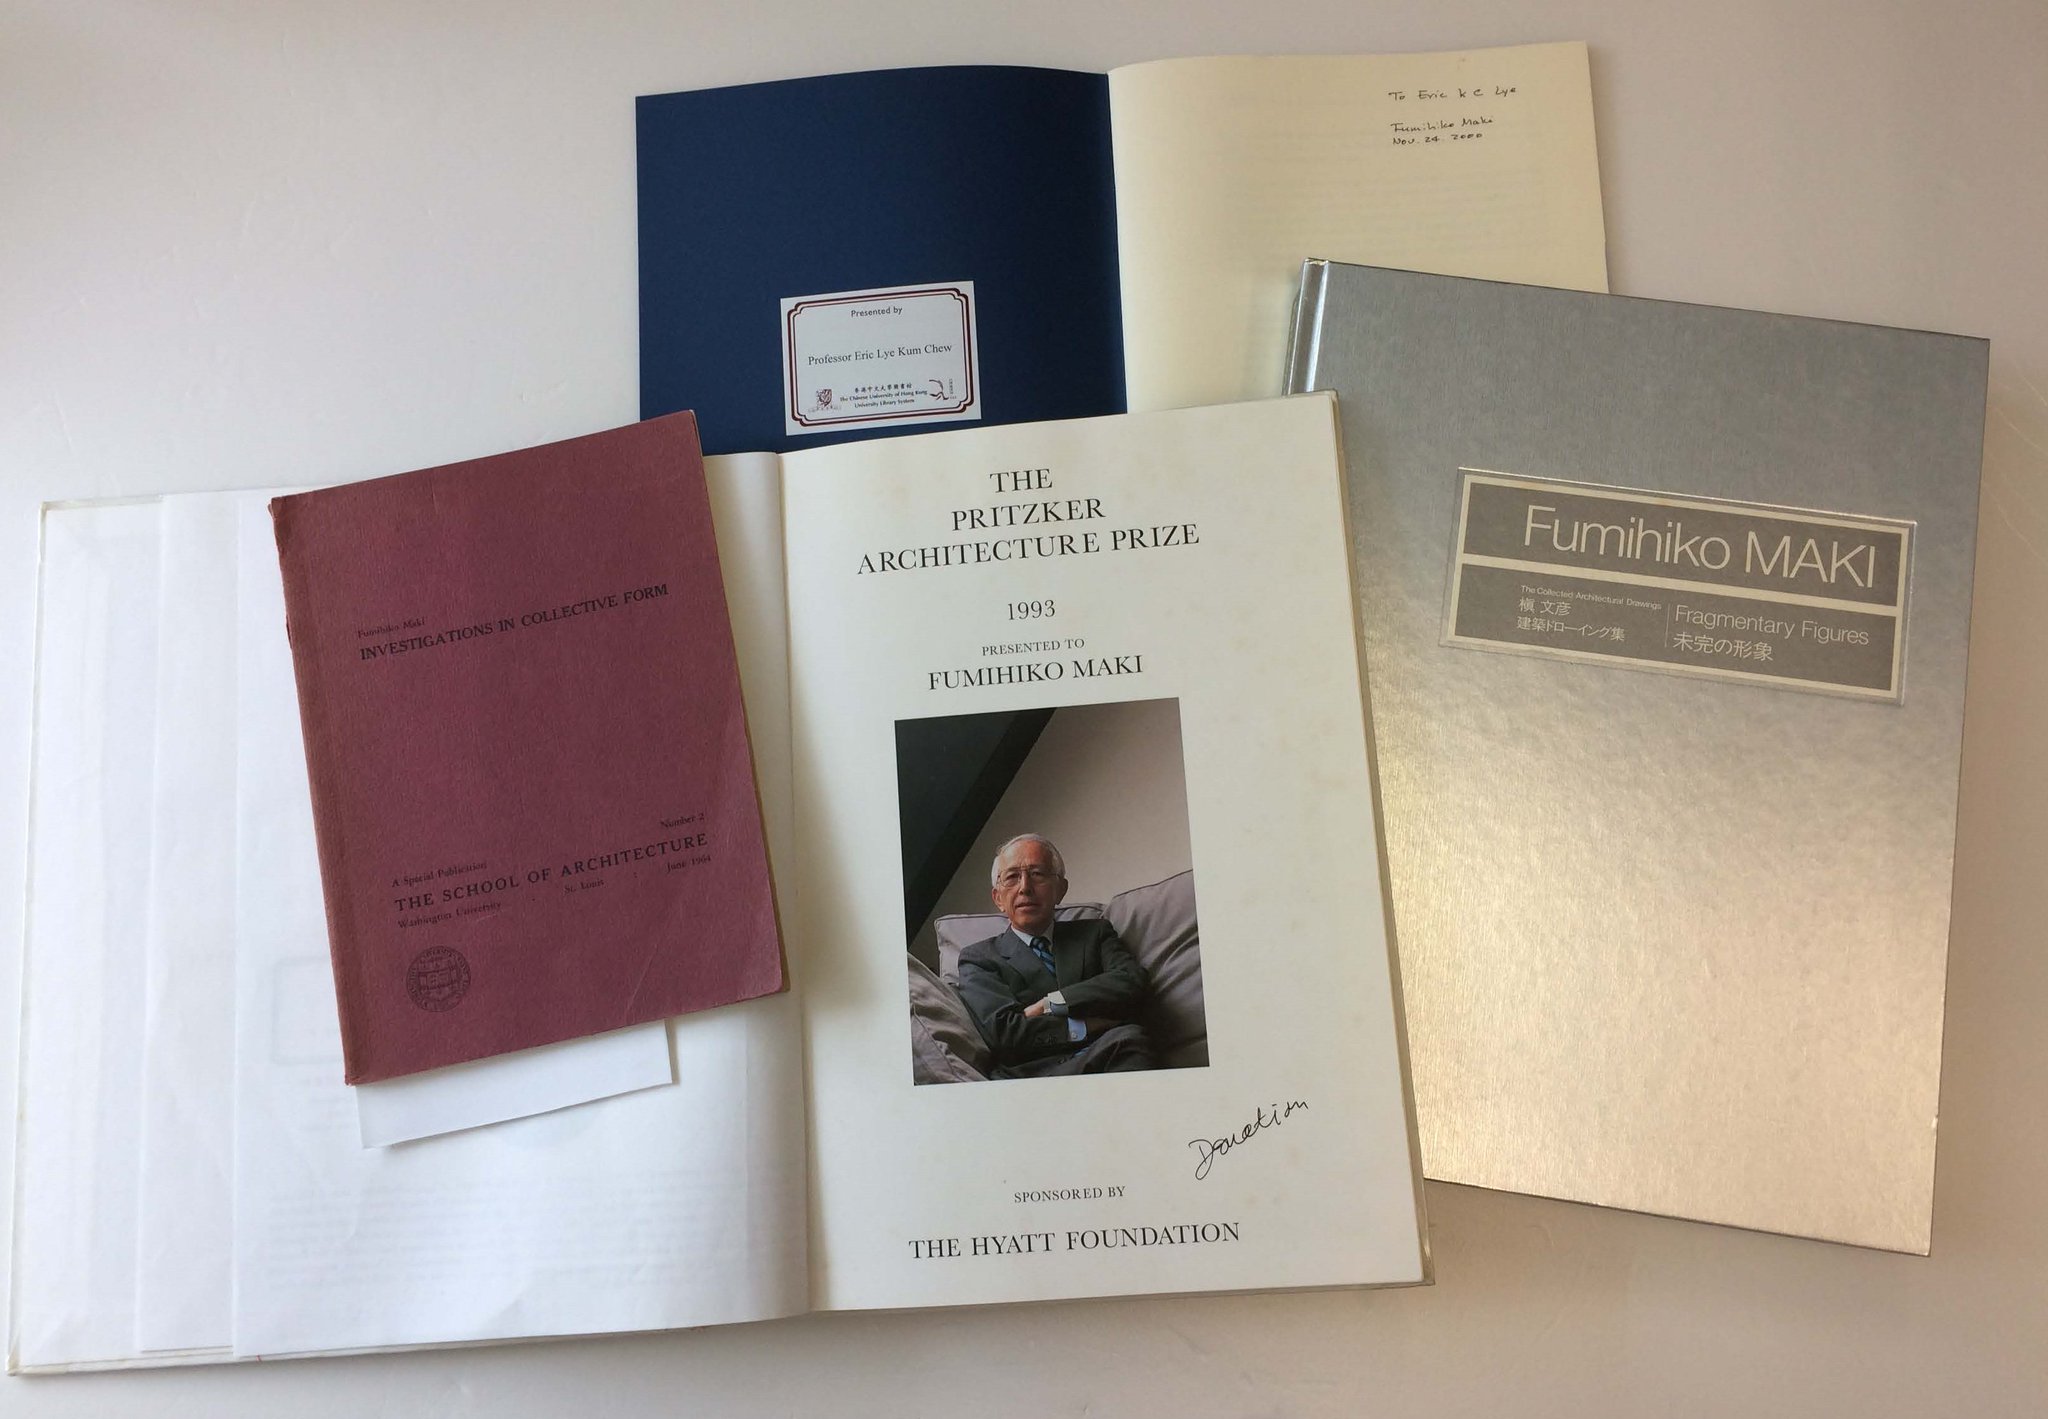 To Eric K C Lye
Fumihiko Maki
Nov. 24. 2000
Presented by
Professor Eric Lye Kum Chew
香港中文大學圖書館
The Chinese University of Hong Kong
University Library System
Fumihiko Maki
INVESTIGATIONS IN COLLECTIVE FORM
Number 2
A Special Publication
THE SCHOOL OF ARCHITECTURE
Washington University : St. Louis : June 1964
THE
PRITZKER
ARCHITECTURE PRIZE
1993
PRESENTED TO
FUMIHIKO MAKI
Donation
SPONSORED BY
THE HYATT FOUNDATION
Fumihiko MAKI
The Collected Architectural Drawings
槇 文彦
建築ドローイング集
Fragmentary Figures
未完の形象